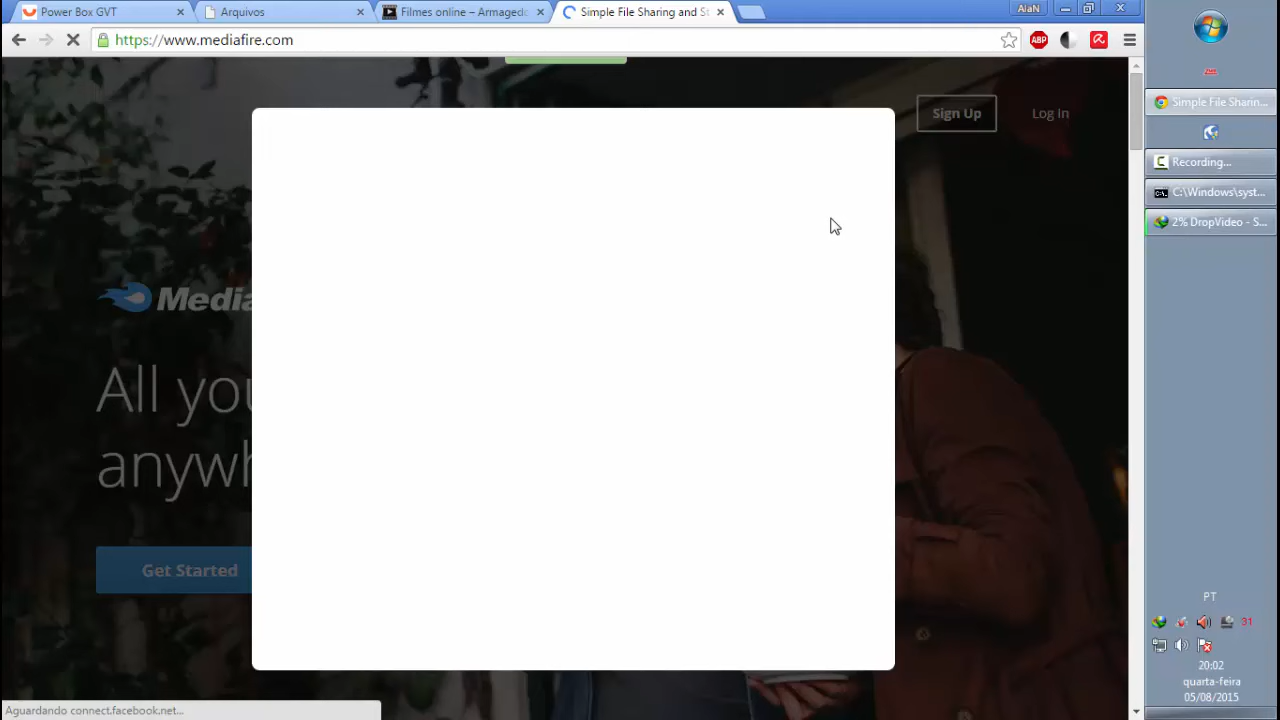 Power Box GVT
Arquivos
Filmes online – Armaged
Simple File Sharing and St
AlaN
https://www.mediafire.com
ABP
Sign Up
Log In
Media
All you
anywh
Get Started
Aguardando connect.facebook.net...
Simple File Sharin...
Recording...
C:\Windows\syst...
2% DropVideo - S...
PT
31
20:02
quarta-feira
05/08/2015